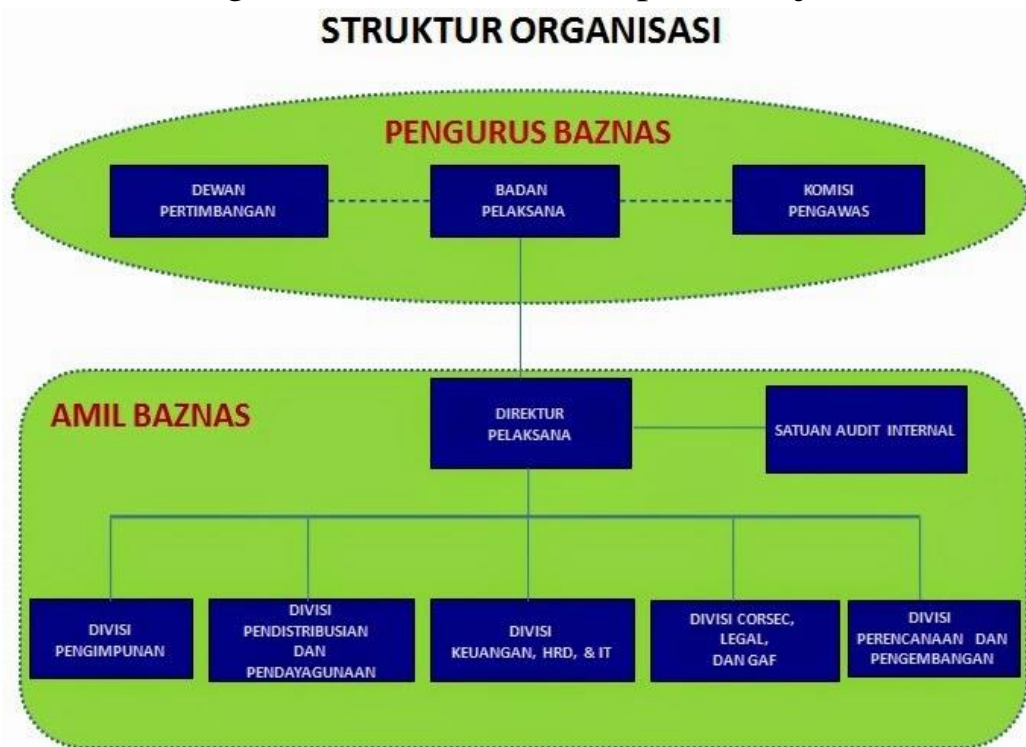 STRUKTUR ORGANISASI
PENGURUS BAZNAS
DEWAN
PERTIMBANGAN
BADAN
PELAKSANA
KOMISI
PENGAWAS
AMIL BAZNAS
DIREKTUR
PELAKSANA
SATUAN AUDIT INTERNAL
DIVISI
PENGIMPUNAN
DIVISI
PENDISTRIBUSIAN
DAN
PENDAYAGUNAAN
DIVISI
KEUANGAN, HRD, & IT
DIVISI CORSEC,
LEGAL,
DAN GAF
DIVISI
PERENCANAAN DAN
PENGEMBANGAN